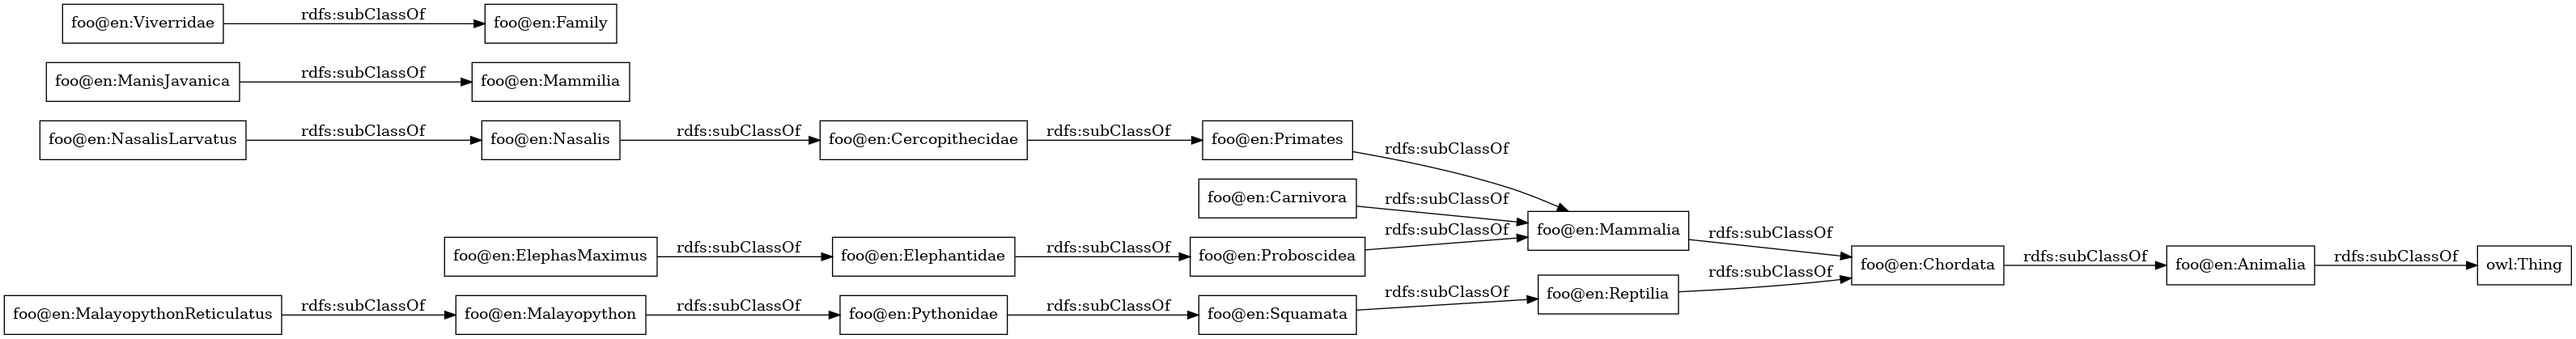 foo@en:Viverridae rdfs:subClassOf foo@en:Family
foo@en:ManisJavanica rdfs:subClassOf foo@en:Mammilia
foo@en:NasalisLarvatus rdfs:subClassOf foo@en:Nasalis rdfs:subClassOf foo@en:Cercopithecidae rdfs:subClassOf foo@en:Primates
rdfs:subClassOf
foo@en:Carnivora rdfs:subClassOf
foo@en:Mammalia rdfs:subClassOf
foo@en:ElephasMaximus rdfs:subClassOf foo@en:Elephantidae rdfs:subClassOf foo@en:Proboscidea rdfs:subClassOf
foo@en:Chordata rdfs:subClassOf foo@en:Animalia rdfs:subClassOf owl:Thing
foo@en:Reptilia rdfs:subClassOf
foo@en:MalayopythonReticulatus rdfs:subClassOf foo@en:Malayopython rdfs:subClassOf foo@en:Pythonidae rdfs:subClassOf foo@en:Squamata rdfs:subClassOf